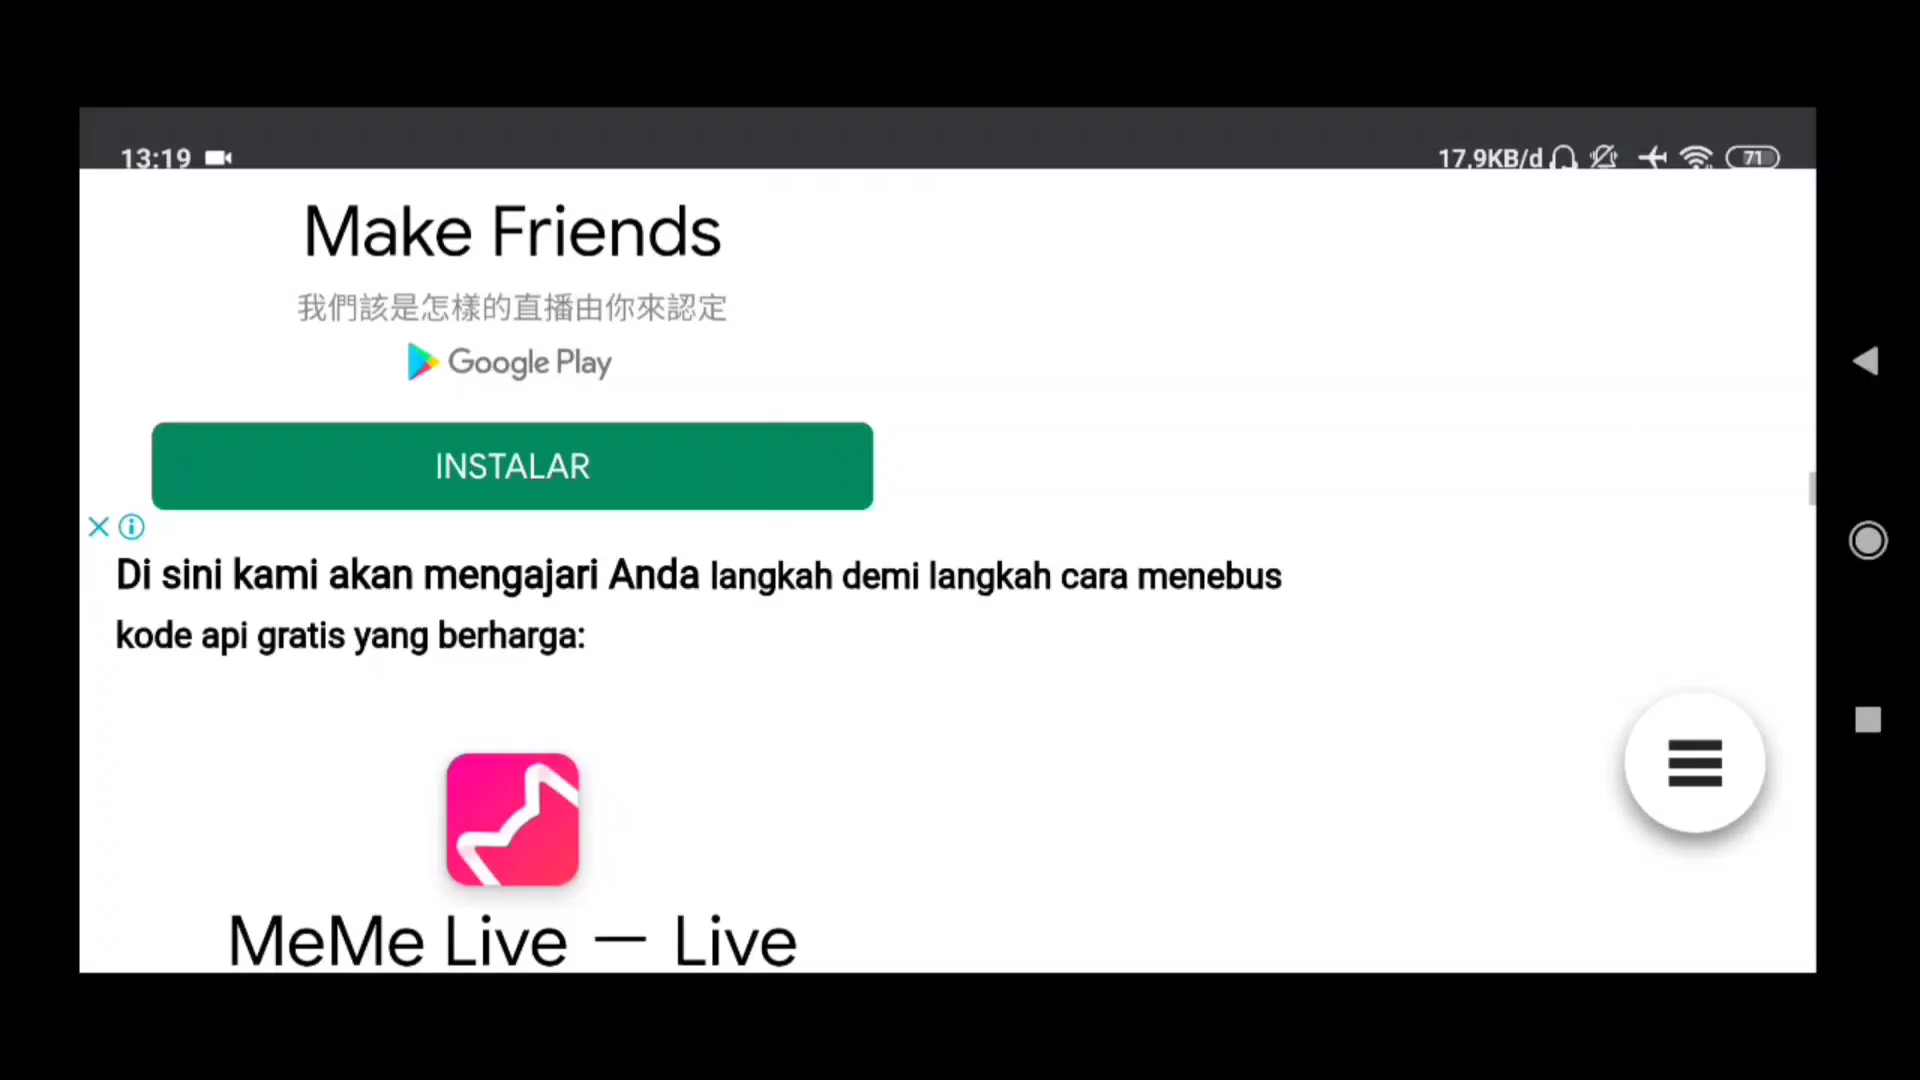 13:19
17,9KB/d
71
Make Friends
我們該是怎樣的直播由你來認定
Google Play
INSTALAR
Di sini kami akan mengajari Anda langkah demi langkah cara menebus
kode api gratis yang berharga:
MeMe Live — Live